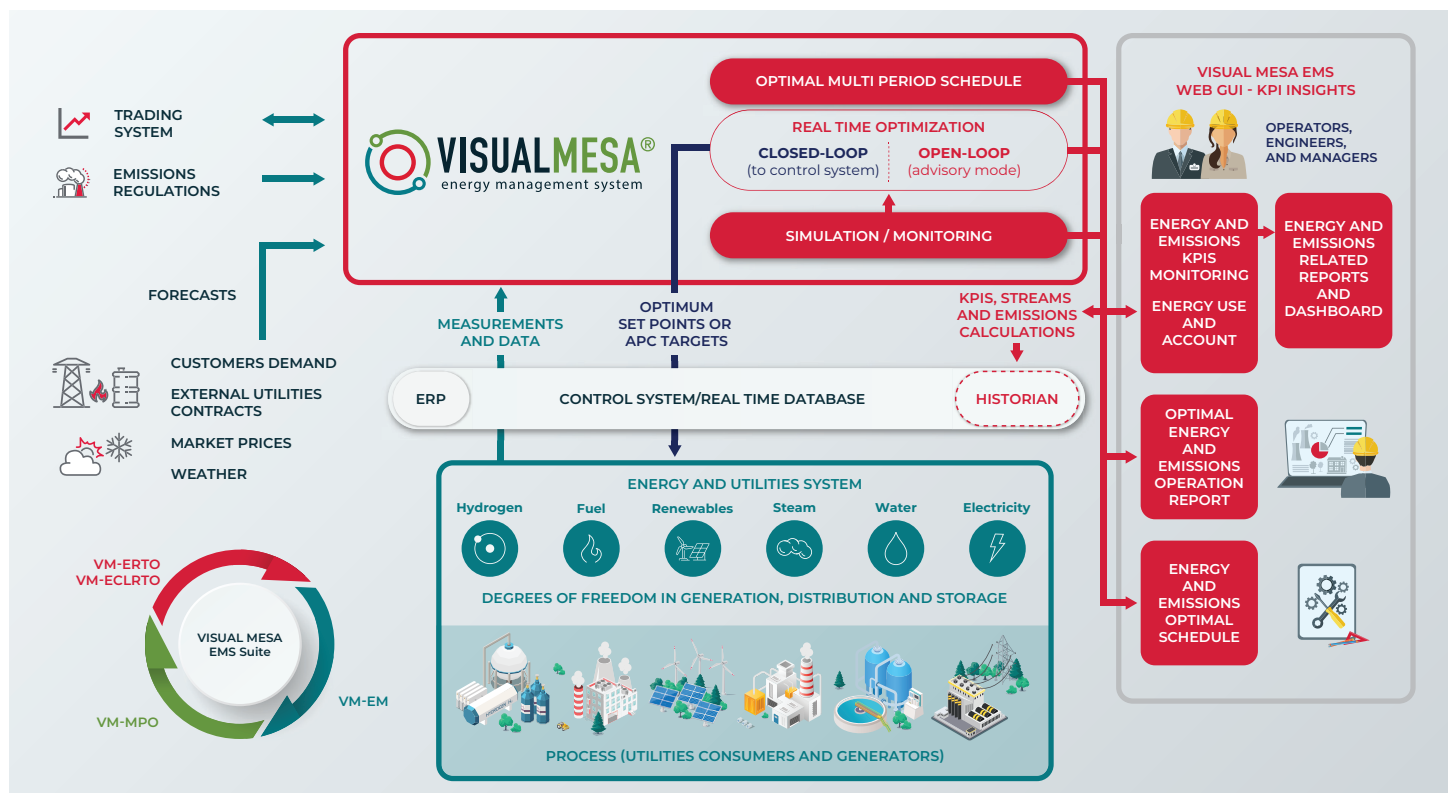 TRADING
SYSTEM
EMISSIONS
REGULATIONS
FORECASTS
CUSTOMERS DEMAND
EXTERNAL UTILITIES
CONTRACTS
MARKET PRICES
WEATHER
VISUALMESA®
energy management system
OPTIMAL MULTI PERIOD SCHEDULE
REAL TIME OPTIMIZATION
CLOSED-LOOP
(to control system)
OPEN-LOOP
(advisory mode)
SIMULATION / MONITORING
MEASUREMENTS
AND DATA
OPTIMUM
SET POINTS OR
APC TARGETS
KPIS, STREAMS
AND EMISSIONS
CALCULATIONS
ERP
CONTROL SYSTEM/REAL TIME DATABASE
HISTORIAN
ENERGY AND UTILITIES SYSTEM
Hydrogen
Fuel
Renewables
Steam
Water
Electricity
DEGREES OF FREEDOM IN GENERATION, DISTRIBUTION AND STORAGE
PROCESS (UTILITIES CONSUMERS AND GENERATORS)
VISUAL MESA EMS
WEB GUI - KPI INSIGHTS
OPERATORS,
ENGINEERS,
AND MANAGERS
ENERGY AND
EMISSIONS
KPIS
MONITORING
ENERGY USE
AND
ACCOUNT
ENERGY AND
EMISSIONS
RELATED
REPORTS
AND
DASHBOARD
OPTIMAL
ENERGY
AND
EMISSIONS
OPERATION
REPORT
ENERGY
AND
EMISSIONS
OPTIMAL
SCHEDULE
VM-ERTO
VM-ECLRTO
VISUAL MESA
EMS Suite
VM-MPO
VM-EM